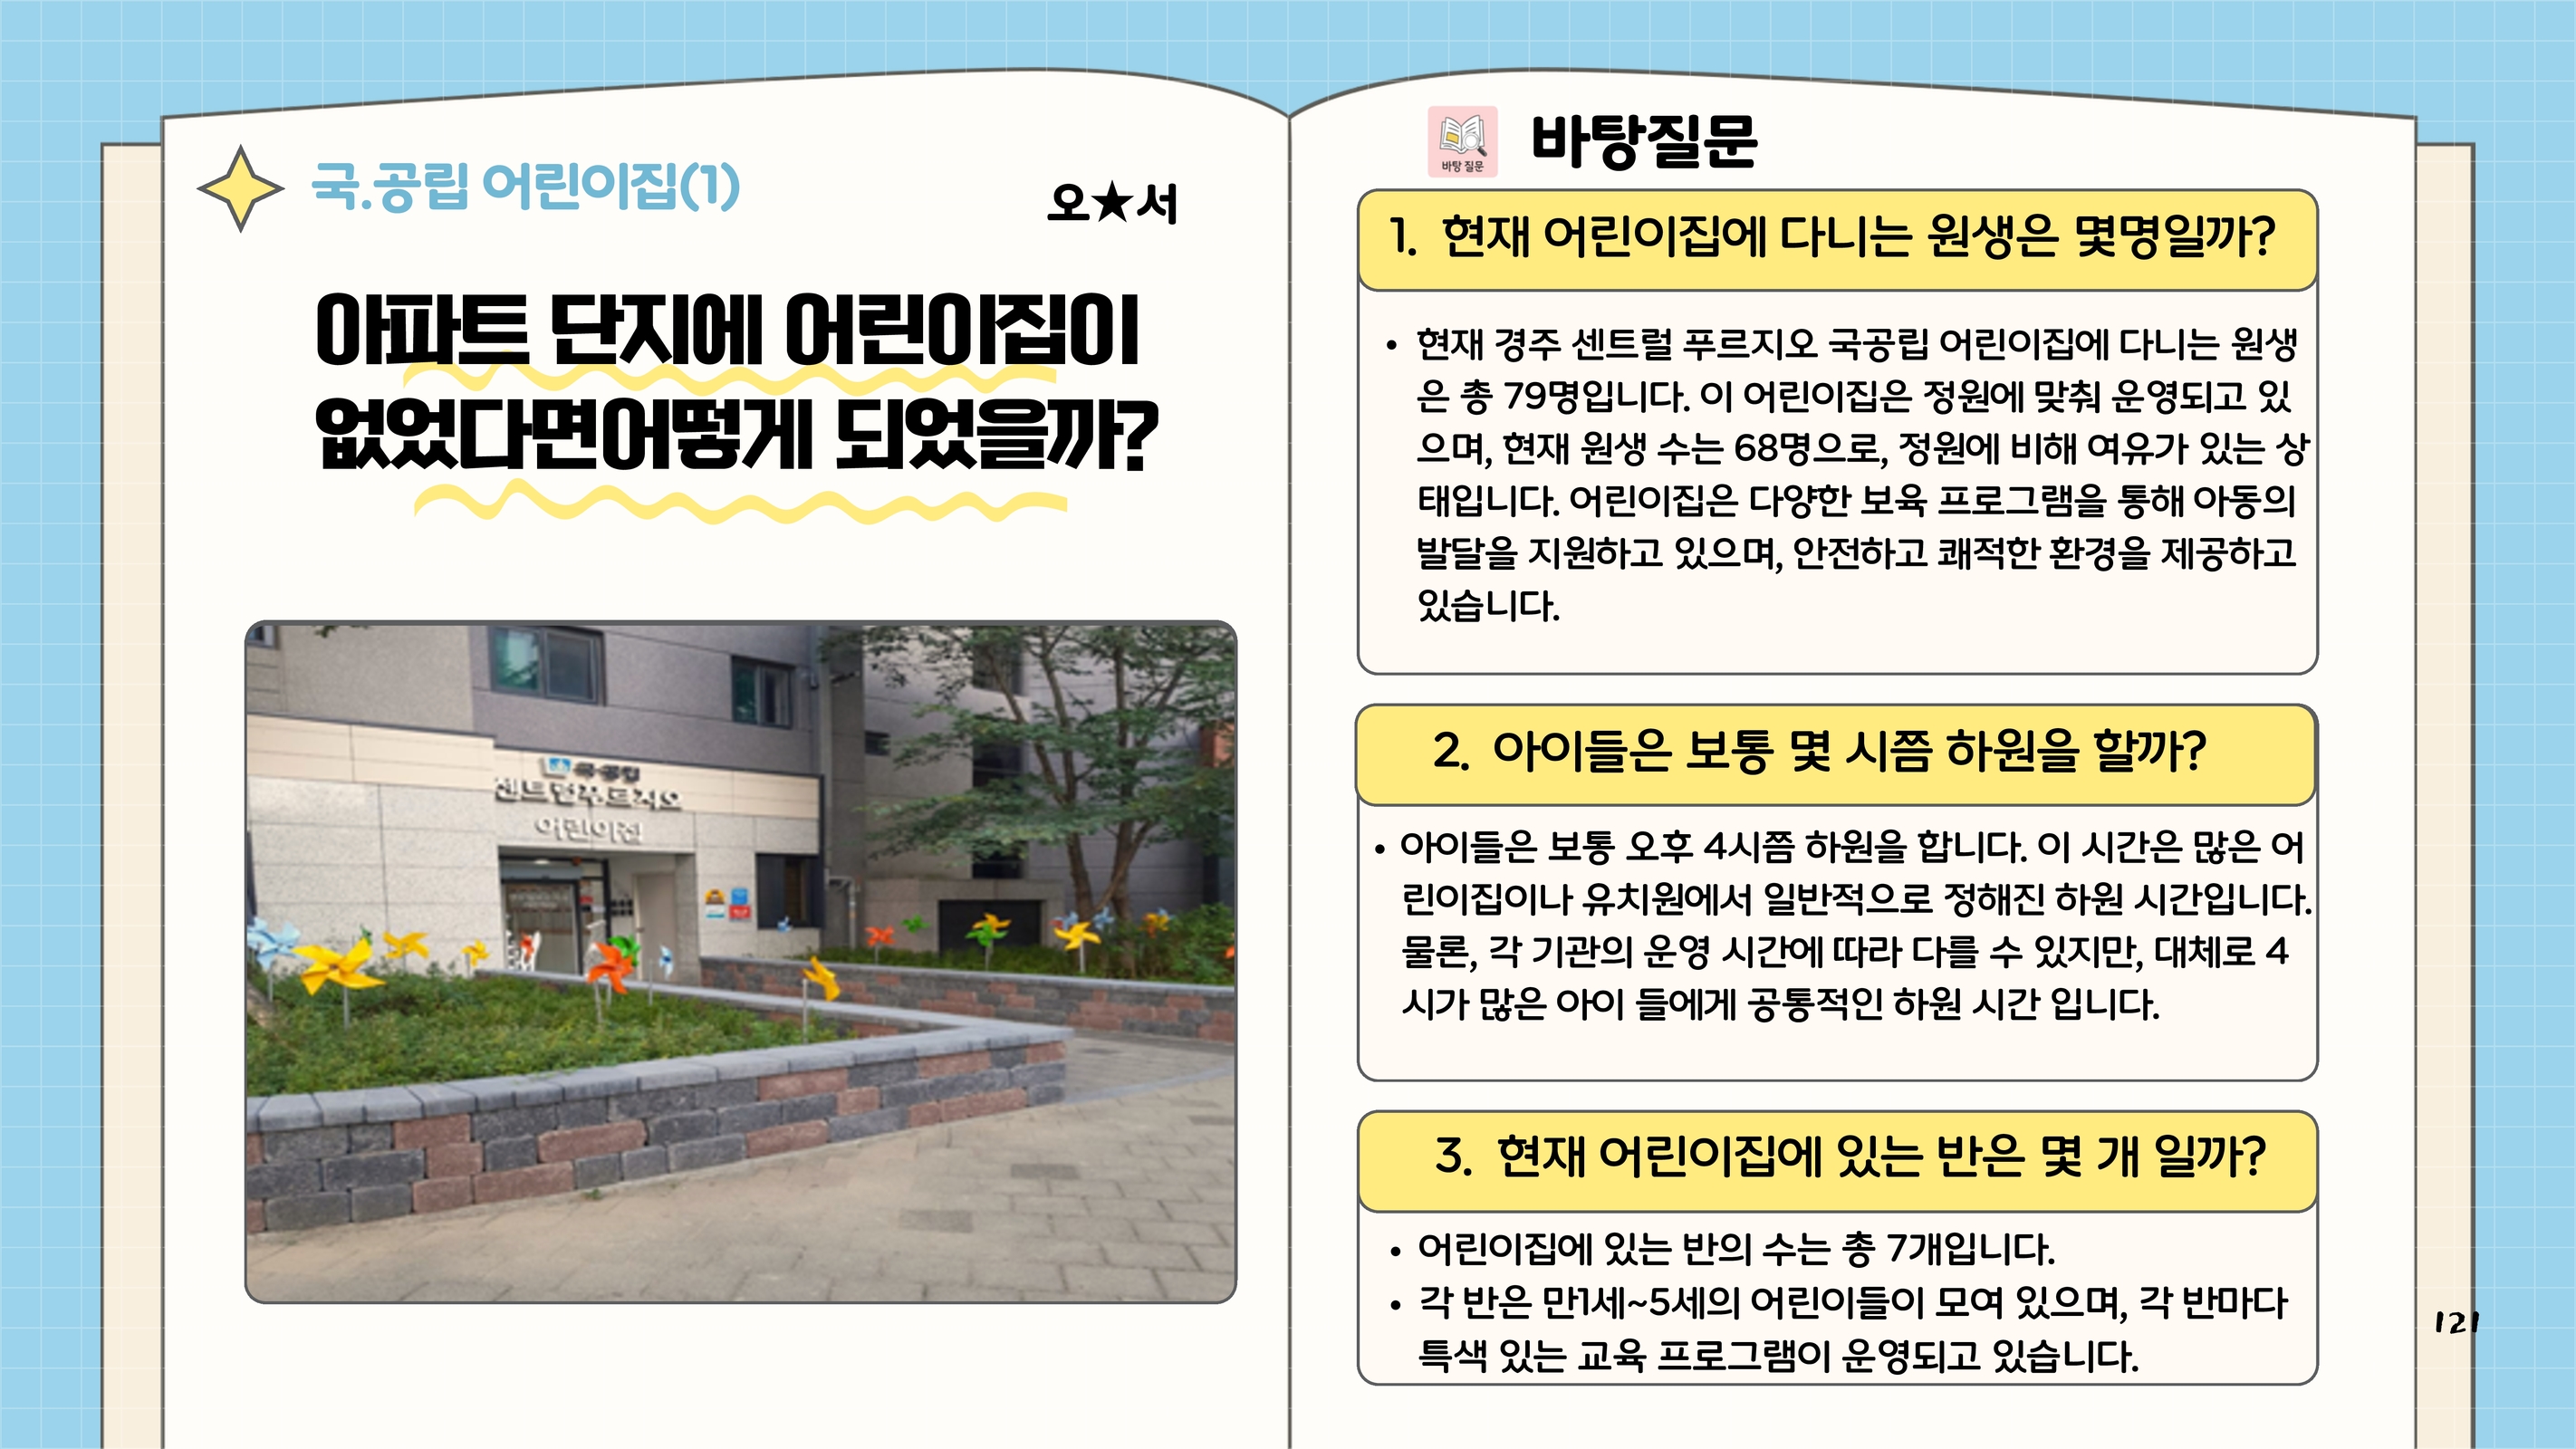 국.공립 어린이집(1)
오★서
아파트 단지에 어린이집이
없었다면어떻게 되었을까?
국·공립
센트럴푸르지오
어린이집
바탕 질문
바탕질문
1. 현재 어린이집에 다니는 원생은 몇명일까?
• 현재 경주 센트럴 푸르지오 국공립 어린이집에 다니는 원생
은 총 79명입니다. 이 어린이집은 정원에 맞춰 운영되고 있
으며, 현재 원생 수는 68명으로, 정원에 비해 여유가 있는 상
태입니다. 어린이집은 다양한 보육 프로그램을 통해 아동의
발달을 지원하고 있으며, 안전하고 쾌적한 환경을 제공하고
있습니다.
2. 아이들은 보통 몇 시쯤 하원을 할까?
• 아이들은 보통 오후 4시쯤 하원을 합니다. 이 시간은 많은 어
린이집이나 유치원에서 일반적으로 정해진 하원 시간입니다.
물론, 각 기관의 운영 시간에 따라 다를 수 있지만, 대체로 4
시가 많은 아이 들에게 공통적인 하원 시간 입니다.
3. 현재 어린이집에 있는 반은 몇 개 일까?
• 어린이집에 있는 반의 수는 총 7개입니다.
• 각 반은 만1세~5세의 어린이들이 모여 있으며, 각 반마다
특색 있는 교육 프로그램이 운영되고 있습니다.
121